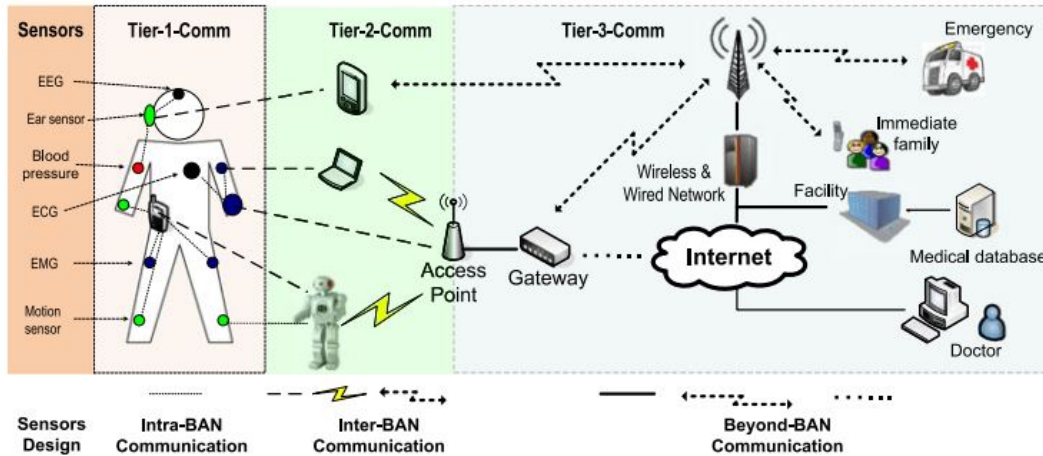 Sensors
Tier-1-Comm
Tier-2-Comm
Tier-3-Comm
EEG
Ear sensor
Blood
pressure
ECG
EMG
Motion
sensor
Access
Point
Gateway
Wireless &
Wired Network
Internet
Emergency
Immediate
family
Facility
Medical database
Doctor
Sensors
Design
Intra-BAN
Communication
Inter-BAN
Communication
Beyond-BAN
Communication